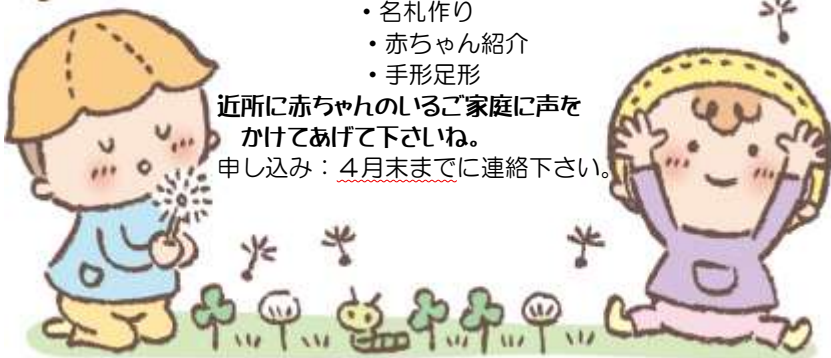 ・名札作り
・赤ちゃん紹介
・手形足形
近所に赤ちゃんのいるご家庭に声を
かけてあげて下さいね。
申し込み：４月末までに連絡下さい。